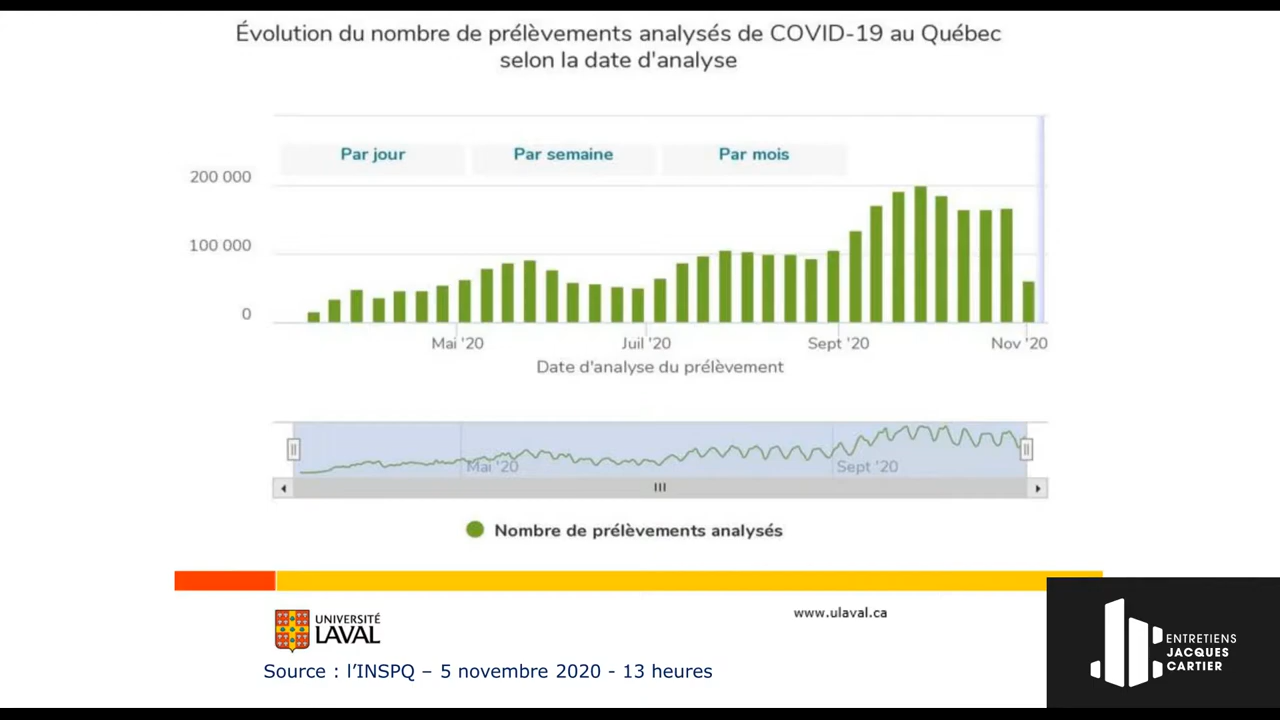 Évolution du nombre de prélèvements analysés de COVID-19 au Québec
selon la date d'analyse
Par jour
Par semaine
Par mois
200 000
100 000
0
Mai '20
Juil '20
Sept '20
Nov '20
Date d'analyse du prélèvement
Mai '20
Sept '20
Nombre de prélèvements analysés
UNIVERSITÉ
LAVAL
www.ulaval.ca
Source : l’INSPQ – 5 novembre 2020 - 13 heures
ENTRETIENS
JACQUES
CARTIER